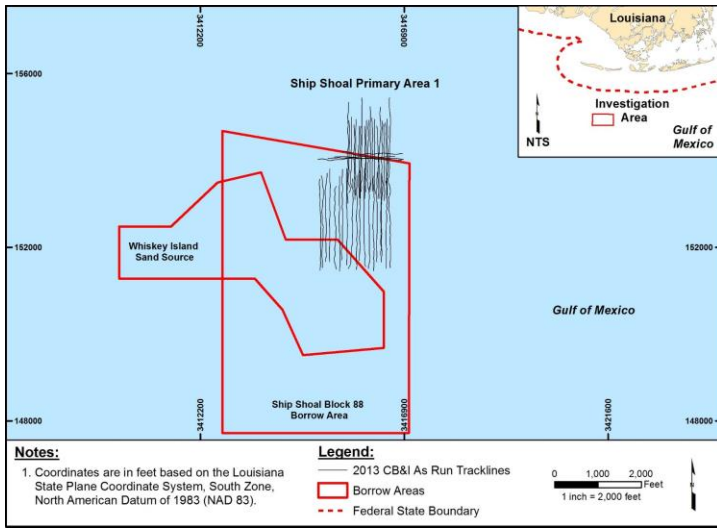 3412200
3416900
156000
Ship Shoal Primary Area 1
Louisiana
Investigation
Area
Gulf of
Mexico
NTS
152000
152000
Whiskey Island
Sand Source
Gulf of Mexico
Ship Shoal Block 88
Borrow Area
148000
148000
3412200
3416900
3421600
Notes:
1. Coordinates are in feet based on the Louisiana
State Plane Coordinate System, South Zone,
North American Datum of 1983 (NAD 83).
Legend:
2013 CB&I As Run Tracklines
Borrow Areas
Federal State Boundary
0 1,000 2,000
Feet
1 inch = 2,000 feet